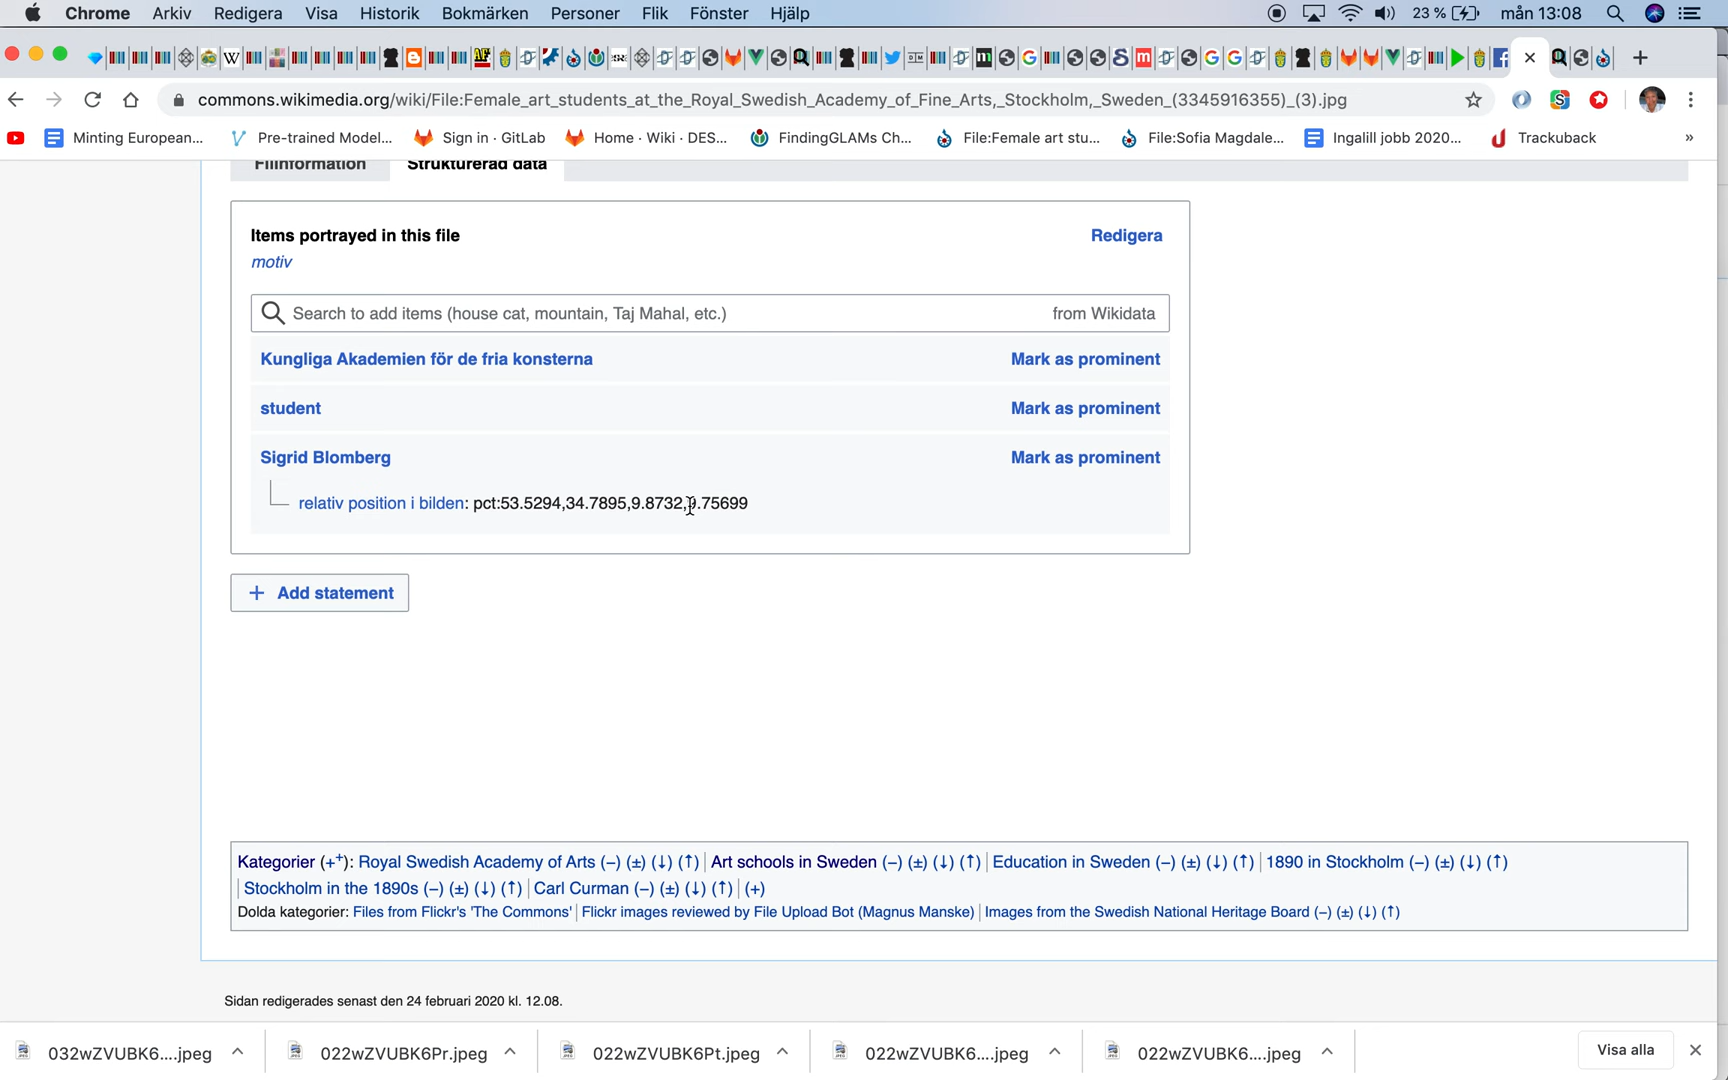 Chrome Arkiv Redigera Visa Historik Bokmärken Personer Flik Fönster Hjälp 23 % mån 13:08
commons.wikimedia.org/wiki/File:Female_art_students_at_the_Royal_Swedish_Academy_of_Fine_Arts,_Stockholm,_Sweden_(3345916355)_(3).jpg
Minting European... Pre-trained Model... Sign in · GitLab Home · Wiki · DES... FindingGLAMs Ch... File:Female art stu... File:Sofia Magdale... Ingalill jobb 2020... Trackuback »
Filinformation Strukturerad data
Items portrayed in this file Redigera
motiv
Search to add items (house cat, mountain, Taj Mahal, etc.) from Wikidata
Kungliga Akademien för de fria konsterna Mark as prominent
student Mark as prominent
Sigrid Blomberg Mark as prominent
relativ position i bilden: pct:53.5294,34.7895,9.8732,9.75699
+ Add statement
Kategorier (+⁺): Royal Swedish Academy of Arts (−) (±) (↓) (↑) | Art schools in Sweden (−) (±) (↓) (↑) | Education in Sweden (−) (±) (↓) (↑) | 1890 in Stockholm (−) (±) (↓) (↑)
| Stockholm in the 1890s (−) (±) (↓) (↑) | Carl Curman (−) (±) (↓) (↑) | (+)
Dolda kategorier: Files from Flickr's 'The Commons' | Flickr images reviewed by File Upload Bot (Magnus Manske) | Images from the Swedish National Heritage Board (−) (±) (↓) (↑)
Sidan redigerades senast den 24 februari 2020 kl. 12.08.
032wZVUBK6....jpeg 022wZVUBK6Pr.jpeg 022wZVUBK6Pt.jpeg 022wZVUBK6....jpeg 022wZVUBK6....jpeg Visa alla